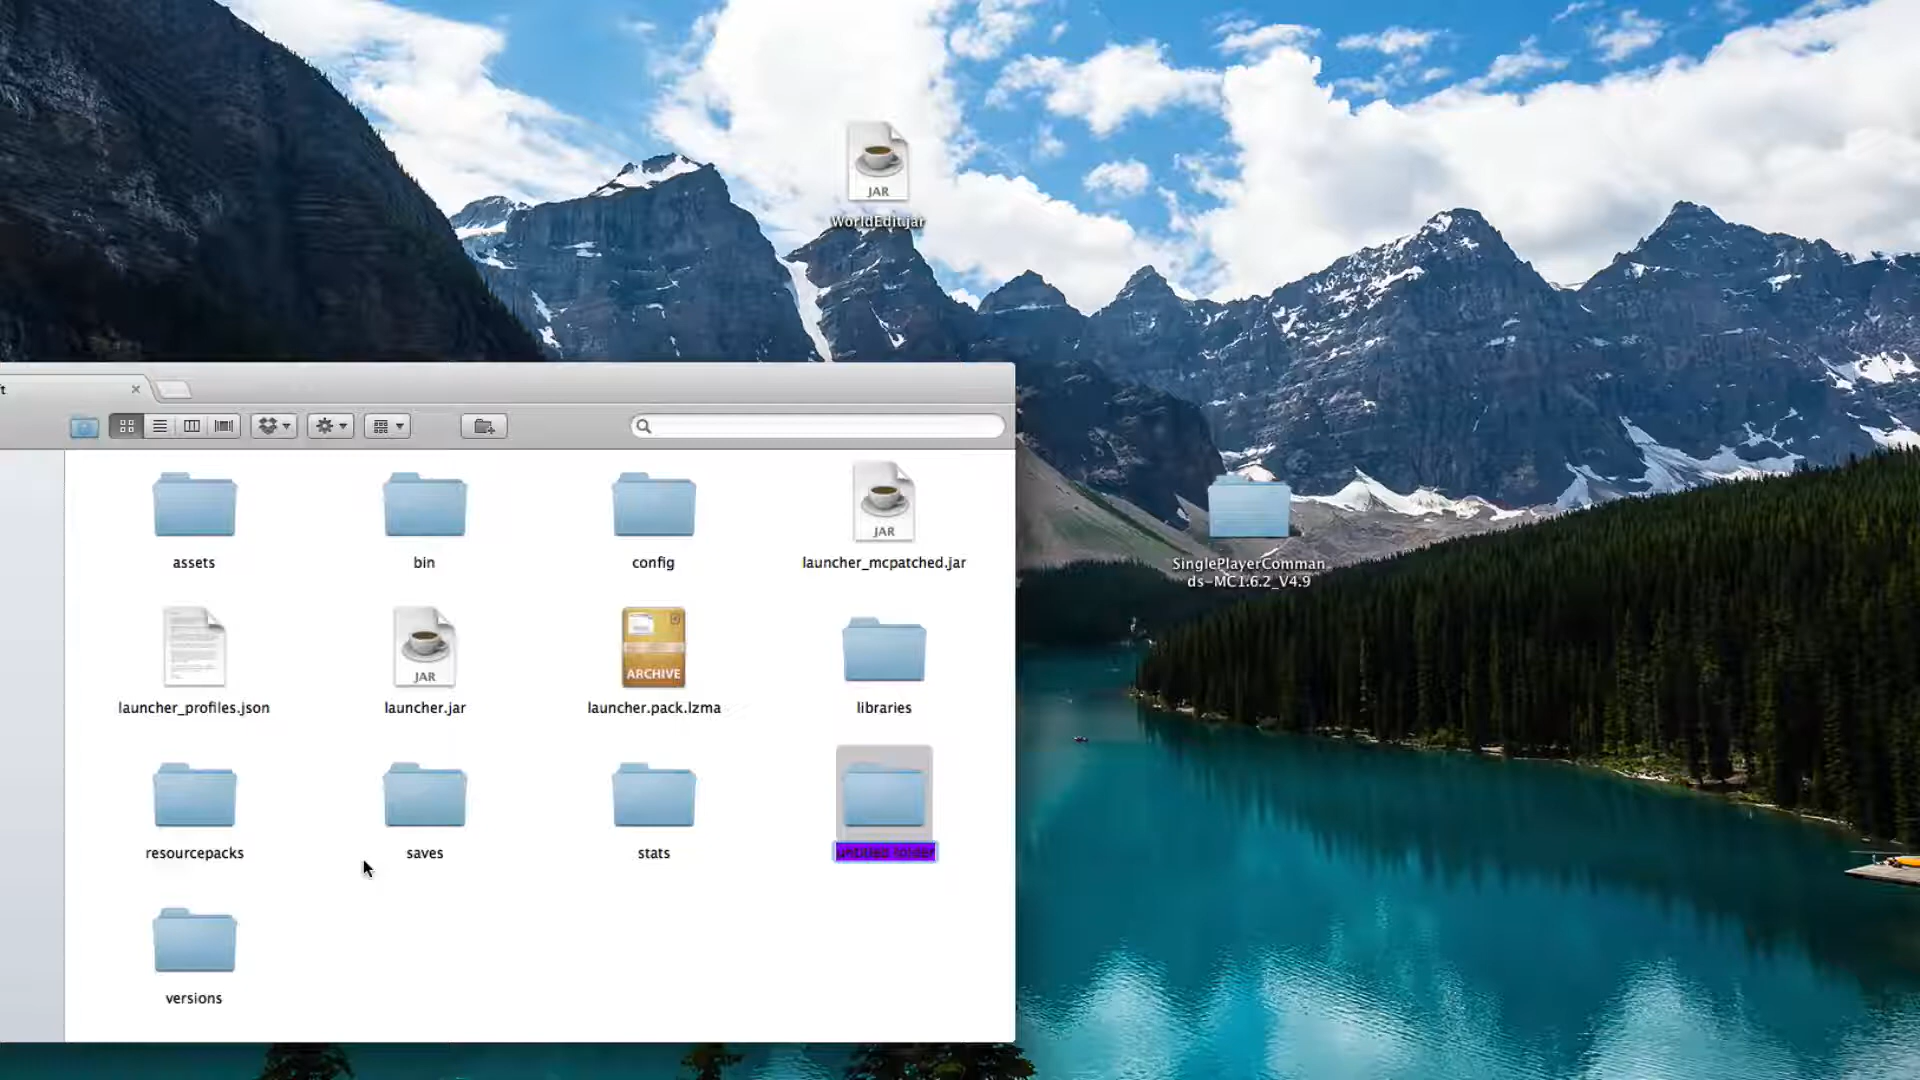 JAR
WorldEdit.jar
ft
assets
bin
config
JAR
launcher_mcpatched.jar
SinglePlayerComman
ds-MC1.6.2_V4.9
launcher_profiles.json
JAR
launcher.jar
ARCHIVE
launcher.pack.lzma
libraries
resourcepacks
saves
stats
untitled folder
versions